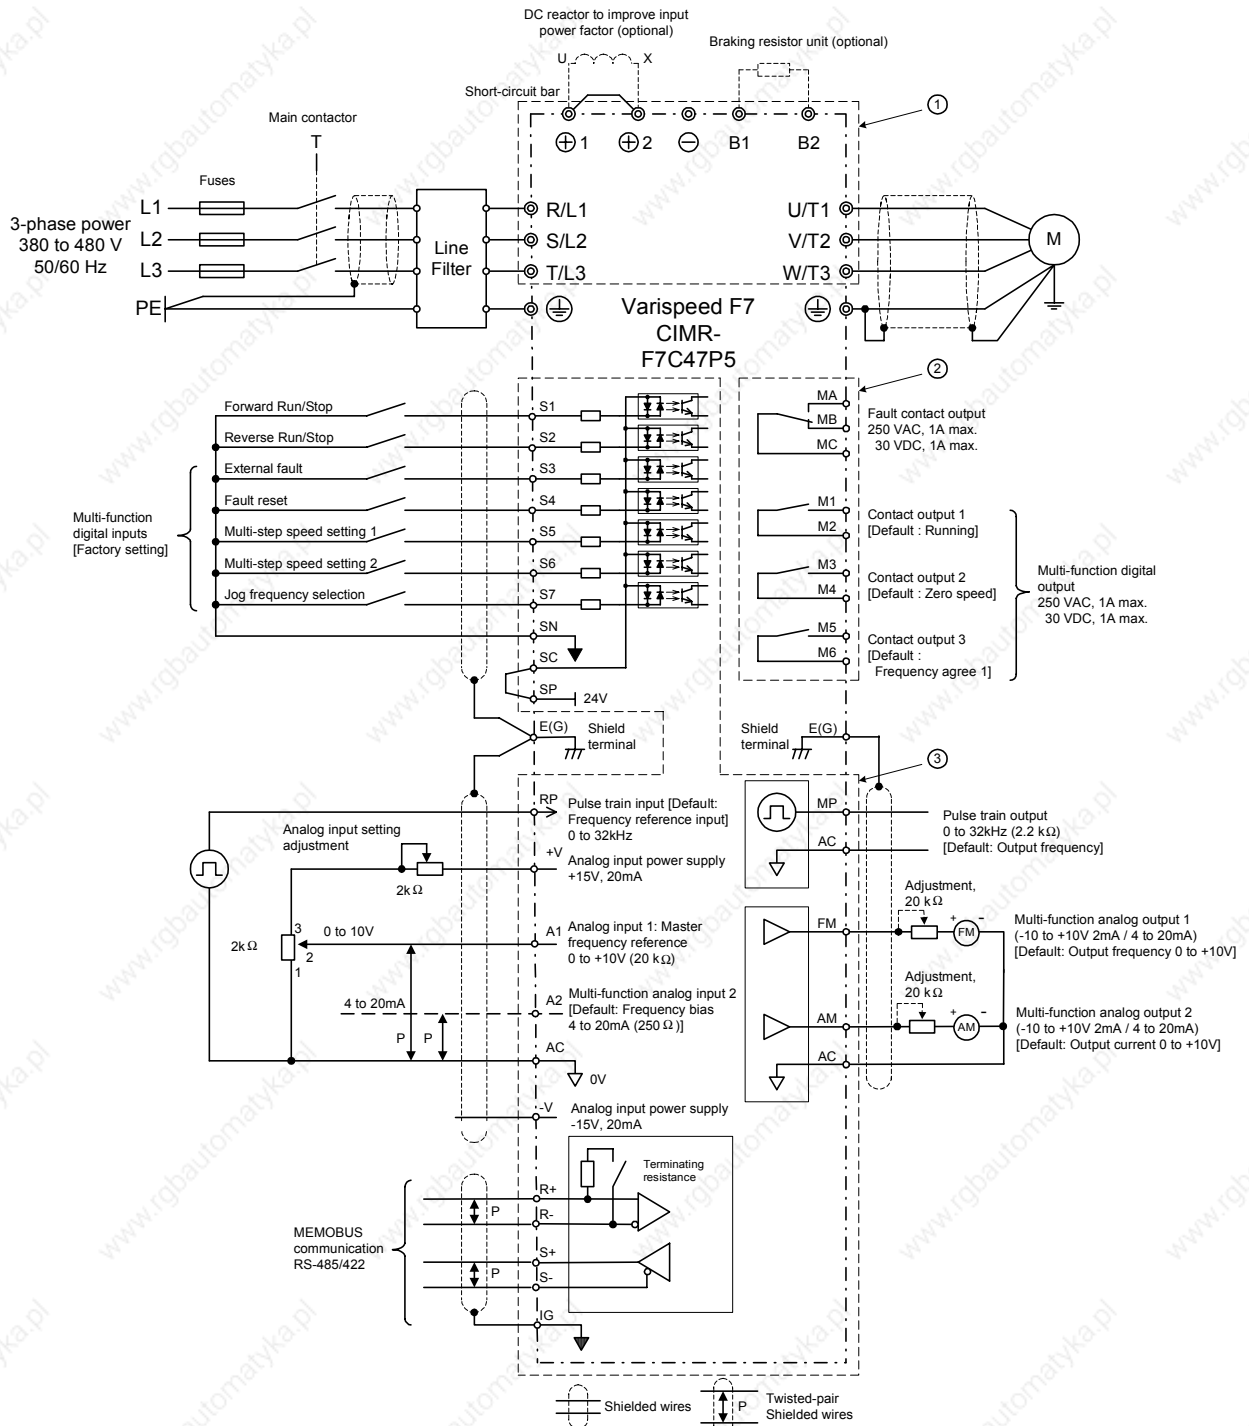 DC reactor to improve input
power factor (optional)
U X
Braking resistor unit (optional)
Short-circuit bar
1
Main contactor
T
Fuses
+ 1 + 2 − B1 B2
3-phase power
380 to 480 V
50/60 Hz
L1
L2
L3
PE
Line
Filter
R/L1
S/L2
T/L3
U/T1
V/T2
W/T3
M
Varispeed F7
CIMR-
F7C47P5
2
Forward Run/Stop
Reverse Run/Stop
External fault
Fault reset
Multi-step speed setting 1
Multi-step speed setting 2
Jog frequency selection
Multi-function
digital inputs
[Factory setting]
S1
S2
S3
S4
S5
S6
S7
SN
SC
SP
24V
MA
MB
MC
Fault contact output
250 VAC, 1A max.
30 VDC, 1A max.
M1
M2
Contact output 1
[Default : Running]
M3
M4
Contact output 2
[Default : Zero speed]
M5
M6
Contact output 3
[Default :
Frequency agree 1]
Multi-function digital
output
250 VAC, 1A max.
30 VDC, 1A max.
E(G)
Shield
terminal
Shield
terminal
E(G)
3
RP
Pulse train input [Default:
Frequency reference input]
0 to 32kHz
Analog input setting
adjustment
2kΩ
+V
Analog input power supply
+15V, 20mA
2kΩ
3
2
1
0 to 10V
A1
Analog input 1: Master
frequency reference
0 to +10V (20 kΩ)
4 to 20mA
P P
A2
Multi-function analog input 2
[Default: Frequency bias
4 to 20mA (250 Ω)]
AC
0V
-V
Analog input power supply
-15V, 20mA
MP
AC
Pulse train output
0 to 32kHz (2.2 kΩ)
[Default: Output frequency]
Adjustment,
20 kΩ
FM
+ -
FM
Multi-function analog output 1
(-10 to +10V 2mA / 4 to 20mA)
[Default: Output frequency 0 to +10V]
Adjustment,
20 kΩ
AM
+ -
AM
Multi-function analog output 2
(-10 to +10V 2mA / 4 to 20mA)
[Default: Output current 0 to +10V]
AC
Terminating
resistance
MEMOBUS
communication
RS-485/422
P
P
R+
R-
S+
S-
IG
Shielded wires
P
Twisted-pair
Shielded wires
www.rgbautomatyka.pl